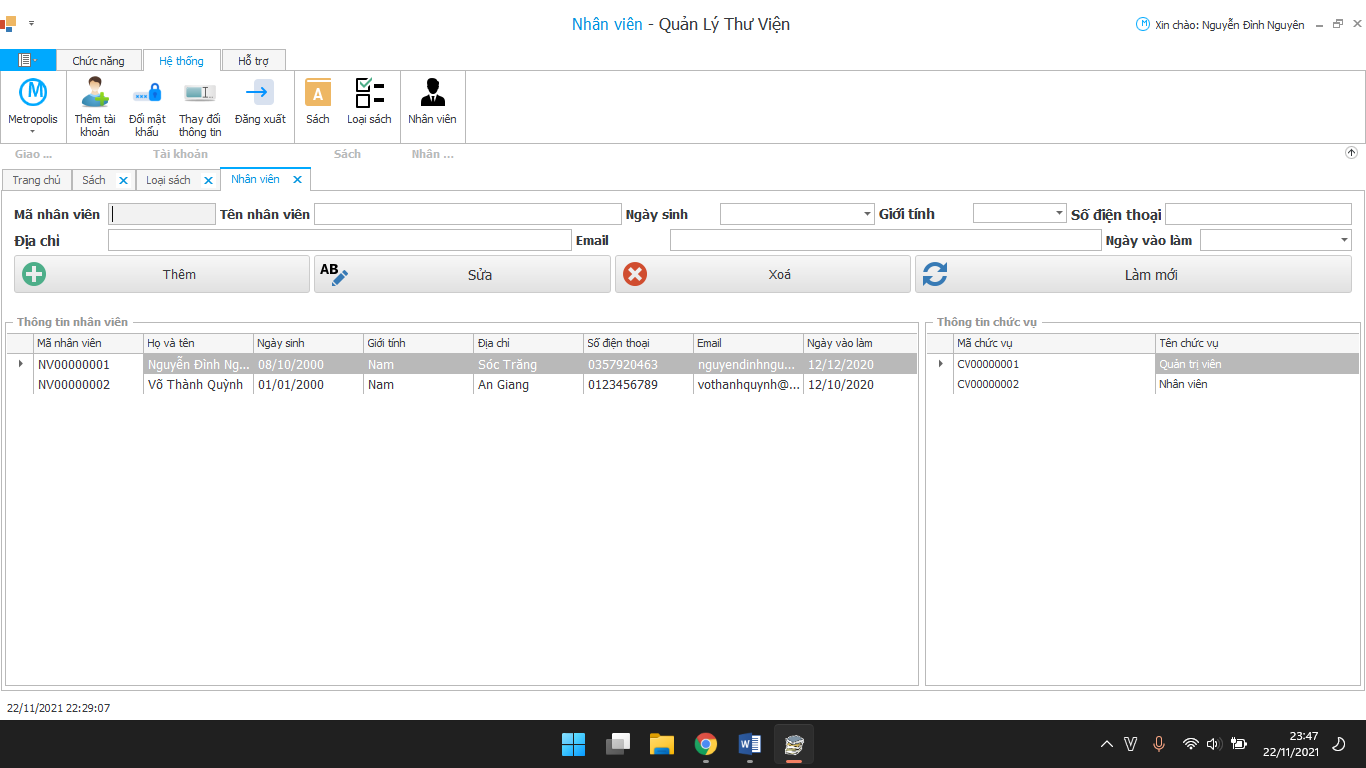 Nhân viên - Quản Lý Thư Viện
Xin chào: Nguyễn Đình Nguyên
Chức năng
Hệ thống
Hỗ trợ
Metropolis
Thêm tài khoản
Đổi mật khẩu
Thay đổi thông tin
Đăng xuất
A
Sách
Loại sách
Nhân viên
Giao ...
Tài khoản
Sách
Nhân ...
Trang chủ
Sách
Loại sách
Nhân viên
Mã nhân viên
Tên nhân viên
Ngày sinh
Giới tính
Số điện thoại
Địa chỉ
Email
Ngày vào làm
Thêm
AB
Sửa
Xoá
Làm mới
Thông tin nhân viên
Mã nhân viên Họ và tên Ngày sinh Giới tính Địa chỉ Số điện thoại Email Ngày vào làm
NV00000001 Nguyễn Đình Ng... 08/10/2000 Nam Sóc Trăng 0357920463 nguyendinhngu... 12/12/2020
NV00000002 Võ Thành Quỳnh 01/01/2000 Nam An Giang 0123456789 vothanhquynh@... 12/10/2020
Thông tin chức vụ
Mã chức vụ Tên chức vụ
CV00000001 Quản trị viên
CV00000002 Nhân viên
22/11/2021 22:29:07
23:47
22/11/2021